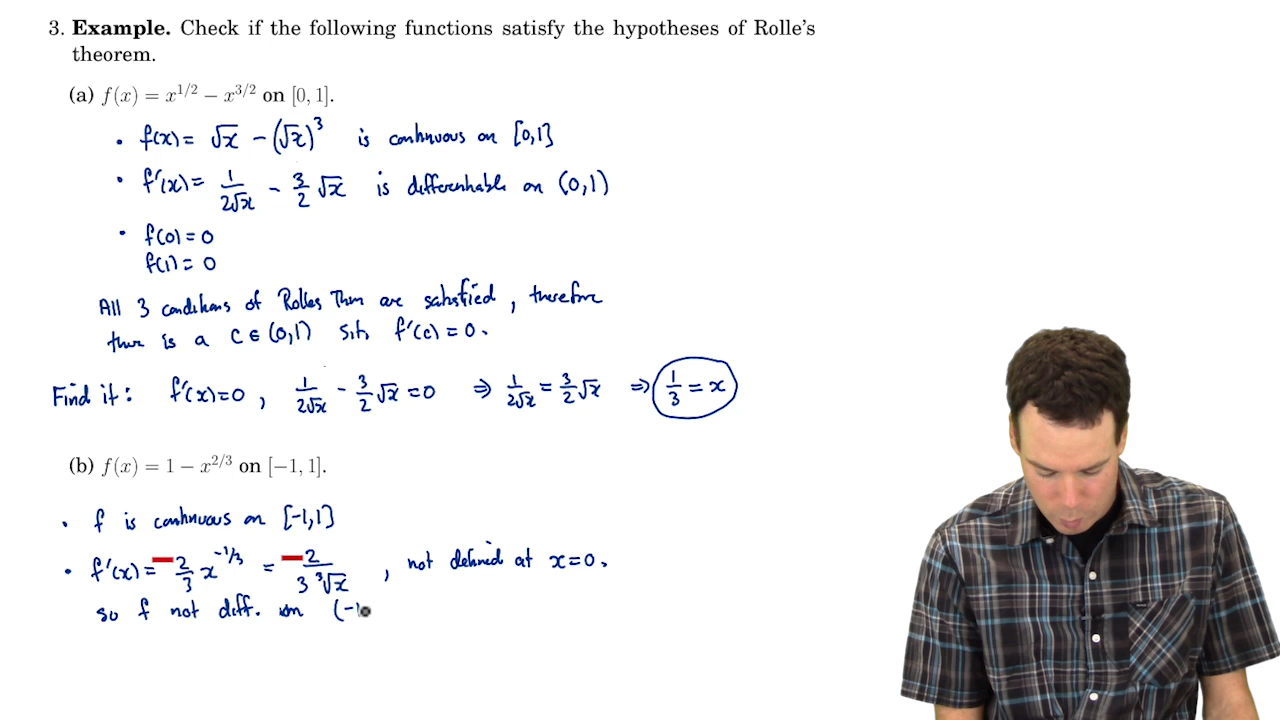 3. Example. Check if the following functions satisfy the hypotheses of Rolle's
theorem.
(a) f(x) = x^{1/2} − x^{3/2} on [0, 1].
• f(x) = √x − (√x)^3 is continuous on [0,1]
• f'(x) = 1/(2√x) − 3/2 √x is differentiable on (0,1)
• f(0) = 0
f(1) = 0
All 3 conditions of Rolles Thm are satisfied, therefore
there is a c ∈ (0,1) s.t. f'(c) = 0.
Find it: f'(x)=0, 1/(2√x) − 3/2 √x = 0 ⇒ 1/(2√x) = 3/2 √x ⇒ 1/3 = x
(b) f(x) = 1 − x^{2/3} on [−1, 1].
• f is continuous on [-1,1]
• f'(x) = −2/3 x^{-1/3} = −2/(3 ∛x), not defined at x=0.
so f not diff. on (-1